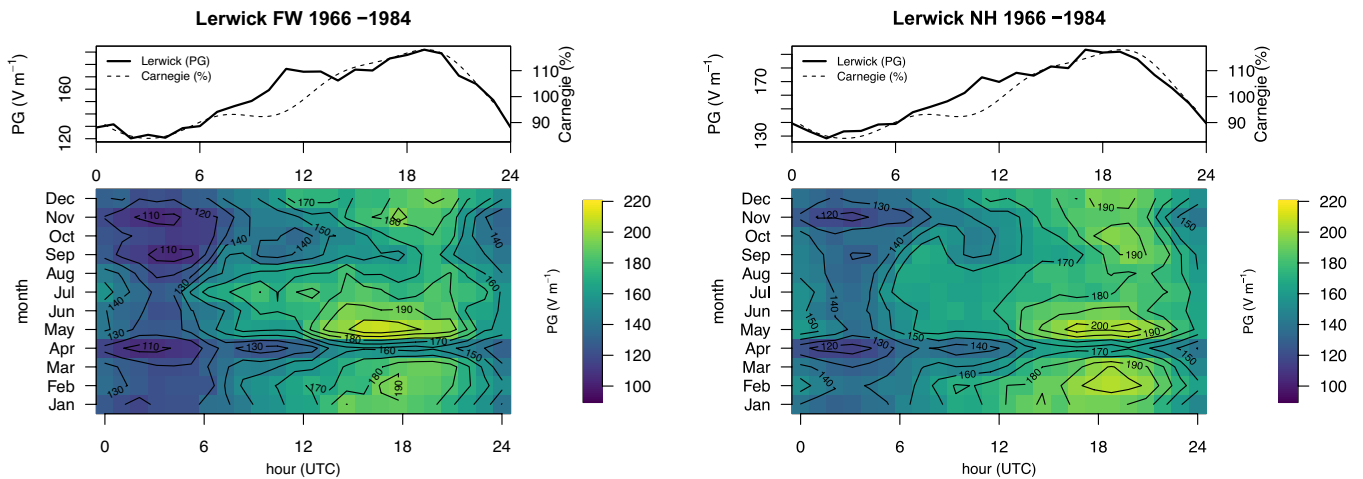 Lerwick FW 1966 −1984
PG (V m−1)
120
160
Lerwick (PG)
Carnegie (%)
90
100
110
Carnegie (%)
0
6
12
18
24
month
Dec
Nov
Oct
Sep
Aug
Jul
Jun
May
Apr
Mar
Feb
Jan
170
110
120
180
150
140
140
160
110
130
140
190
130
180
170
110
130
160
150
130
170
180
190
0
6
12
18
24
hour (UTC)
220
200
180
160
140
120
100
PG (V m−1)
Lerwick NH 1966 −1984
PG (V m−1)
130
170
Lerwick (PG)
Carnegie (%)
90
100
110
Carnegie (%)
0
6
12
18
24
month
Dec
Nov
Oct
Sep
Aug
Jul
Jun
May
Apr
Mar
Feb
Jan
130
190
120
150
140
190
170
140
180
150
200
190
120
130
140
170
150
160
190
140
180
0
6
12
18
24
hour (UTC)
220
200
180
160
140
120
100
PG (V m−1)